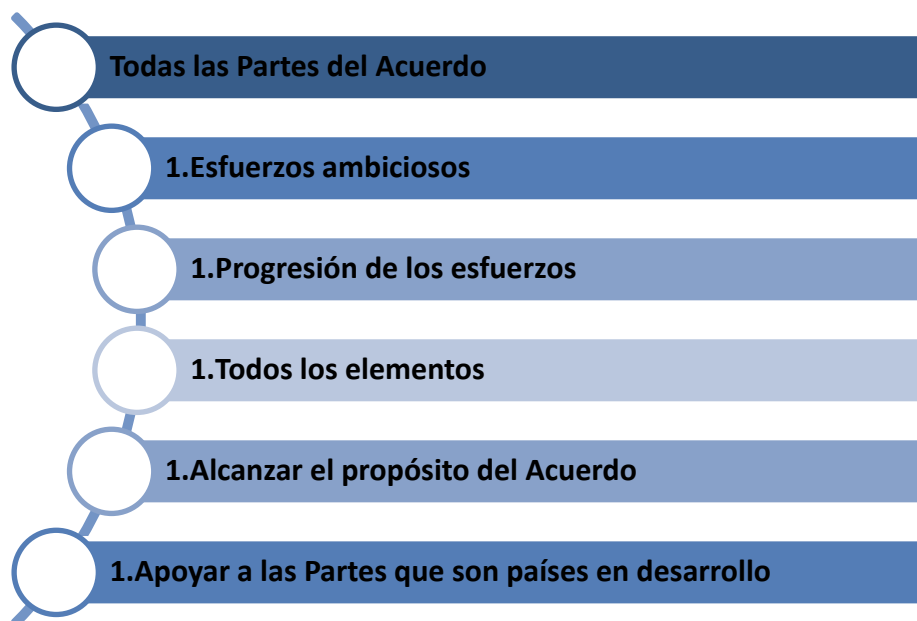 Todas las Partes del Acuerdo
1.Esfuerzos ambiciosos
1.Progresión de los esfuerzos
1.Todos los elementos
1.Alcanzar el propósito del Acuerdo
1.Apoyar a las Partes que son países en desarrollo